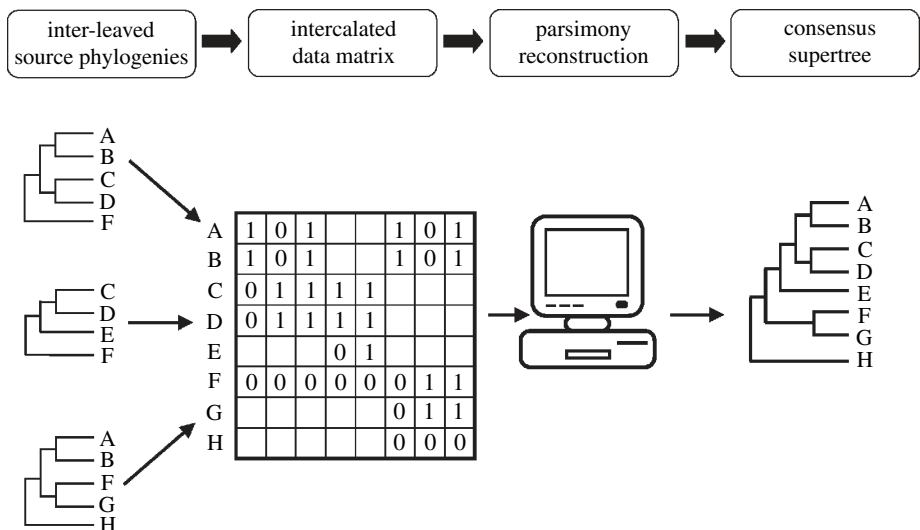 inter-leaved
source phylogenies
intercalated
data matrix
parsimony
reconstruction
consensus
supertree
A
B
C
D
F
C
D
E
F
A
B
F
G
H
A 1 0 1 1 0 1
B 1 0 1 1 0 1
C 0 1 1 1 1
D 0 1 1 1 1
E 0 1
F 0 0 0 0 0 0 1 1
G 0 1 1
H 0 0 0
A
B
C
D
E
F
G
H